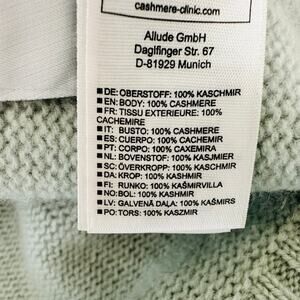 cashmere-clinic.com
Allude GmbH
Daglfinger Str. 67
D-81929 Munich
■DE: OBERSTOFF: 100% KASCHMIR
■EN: BODY: 100% CASHMERE
■FR: TISSU EXTERIEURE: 100%
CACHEMIRE
■IT: BUSTO: 100% CASHMERE
■ES: CUERPO: 100% CACHEMIR
■PT: CORPO: 100% CAXEMIRA
■NL: BOVENSTOF: 100% KASJMIER
■SC: ÖVERKROPP: 100% KASCHMIR
■DA: KROP: 100% KASHMIR
■FI: RUNKO: 100% KAŠMIRVILLA
■NO:BOL: 100% KASHMIR
■LV: GALVENĀ DAĻA: 100% KAŠMIRS
■PO:TORS: 100% KASZMIR